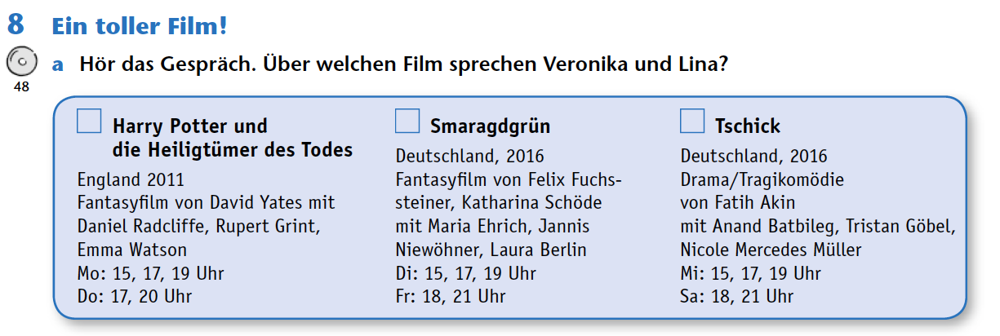 8 Ein toller Film!
48
a Hör das Gespräch. Über welchen Film sprechen Veronika und Lina?
Harry Potter und
die Heiligtümer des Todes
England 2011
Fantasyfilm von David Yates mit
Daniel Radcliffe, Rupert Grint,
Emma Watson
Mo: 15, 17, 19 Uhr
Do: 17, 20 Uhr
Smaragdgrün
Deutschland, 2016
Fantasyfilm von Felix Fuchs-
steiner, Katharina Schöde
mit Maria Ehrich, Jannis
Niewöhner, Laura Berlin
Di: 15, 17, 19 Uhr
Fr: 18, 21 Uhr
Tschick
Deutschland, 2016
Drama/Tragikomödie
von Fatih Akin
mit Anand Batbileg, Tristan Göbel,
Nicole Mercedes Müller
Mi: 15, 17, 19 Uhr
Sa: 18, 21 Uhr